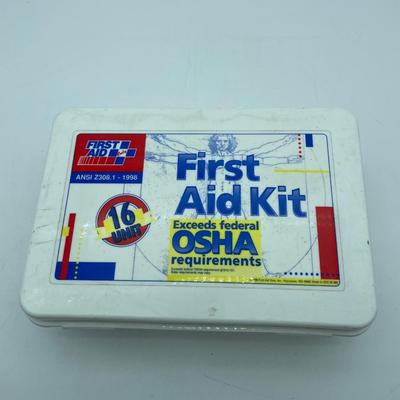 FIRST
AID
ANSI Z308.1 - 1998
First
Aid Kit
16
UNIT
Exceeds federal
OSHA
requirements